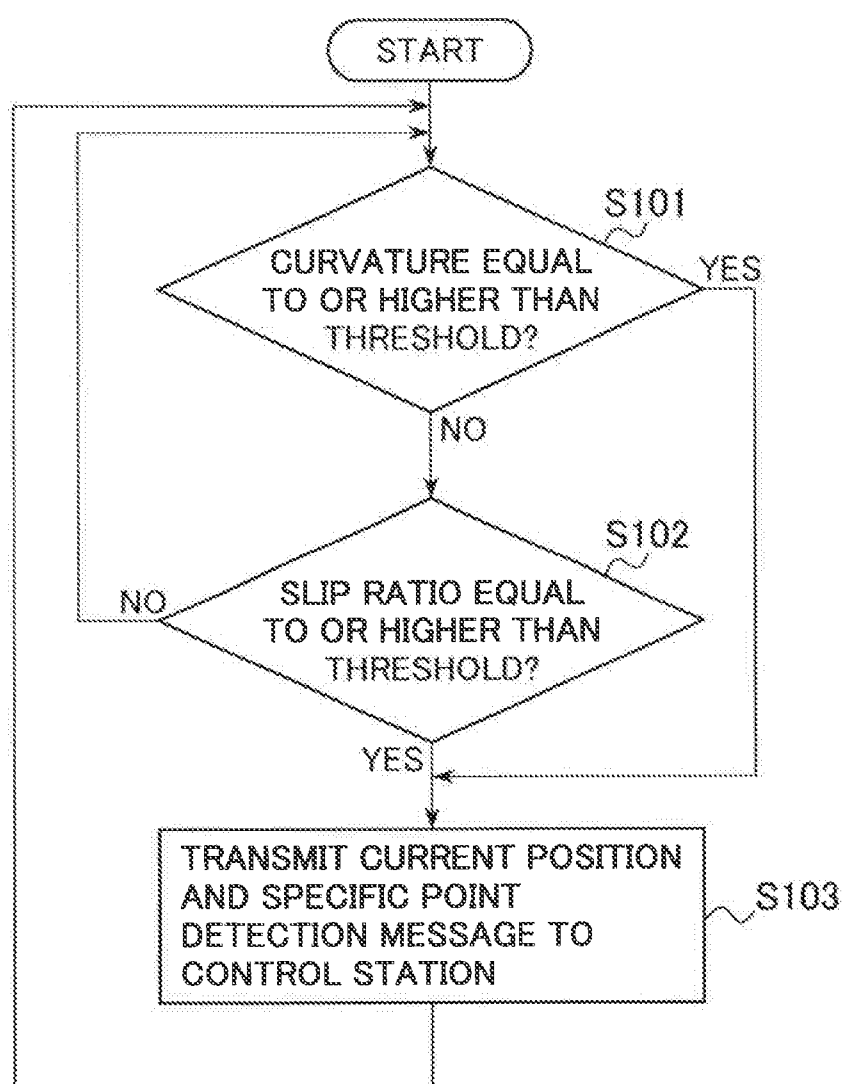 START
S101
CURVATURE EQUAL
TO OR HIGHER THAN
THRESHOLD?
YES
NO
S102
SLIP RATIO EQUAL
TO OR HIGHER THAN
THRESHOLD?
NO
YES
TRANSMIT CURRENT POSITION
AND SPECIFIC POINT
DETECTION MESSAGE TO
CONTROL STATION
S103